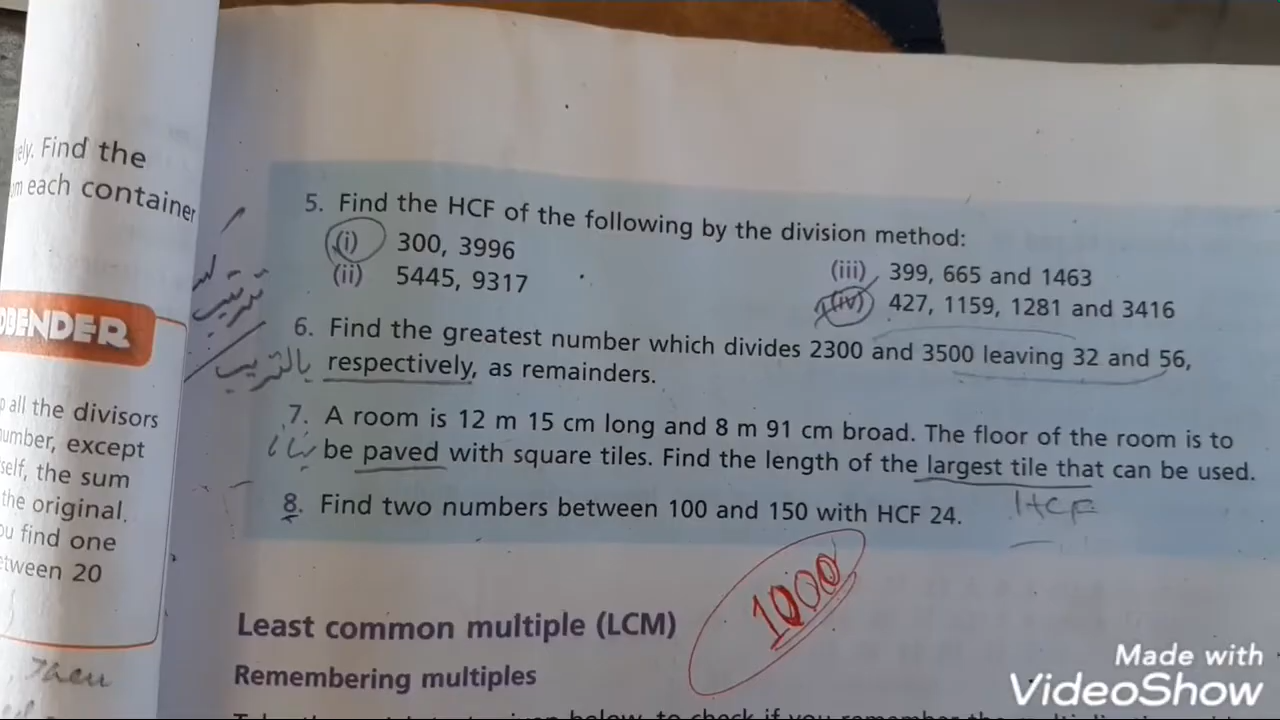 ely. Find the
om each container
OBENDER
all the divisors
number, except
self, the sum
the original.
ou find one
etween 20
Then
5. Find the HCF of the following by the division method:
(i) 300, 3996
(ii) 5445, 9317
(iii) 399, 665 and 1463
(iv) 427, 1159, 1281 and 3416
6. Find the greatest number which divides 2300 and 3500 leaving 32 and 56,
بالترتيب respectively, as remainders.
7. A room is 12 m 15 cm long and 8 m 91 cm broad. The floor of the room is to
be paved with square tiles. Find the length of the largest tile that can be used.
8. Find two numbers between 100 and 150 with HCF 24.
HCF
1000
Least common multiple (LCM)
Remembering multiples
Made with
VideoShow